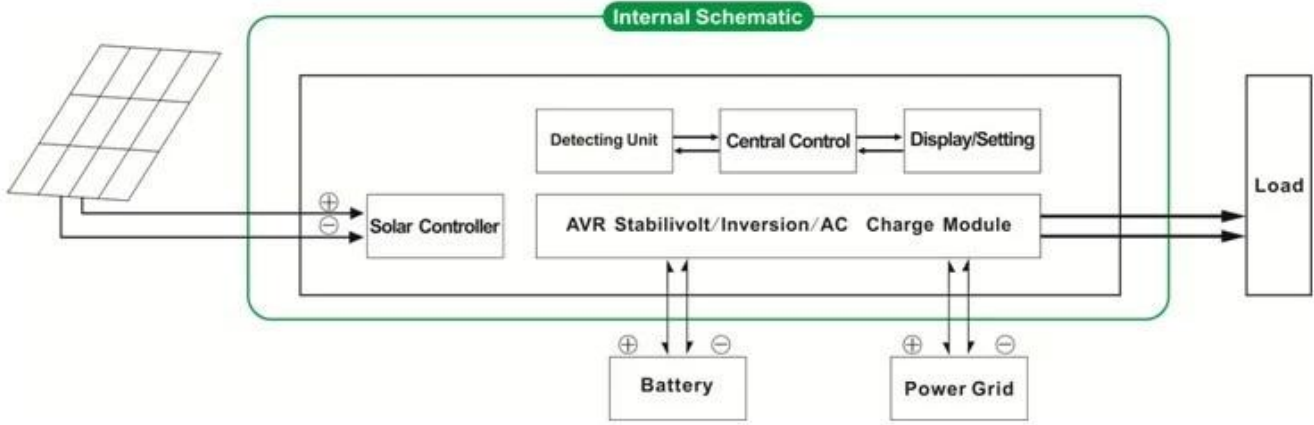 Internal Schematic
Detecting Unit
Central Control
Display/Setting
Load
⊕
⊖
Solar Controller
AVR Stabilivolt/Inversion/AC Charge Module
⊕ ⊖
⊕ ⊖
Battery
Power Grid